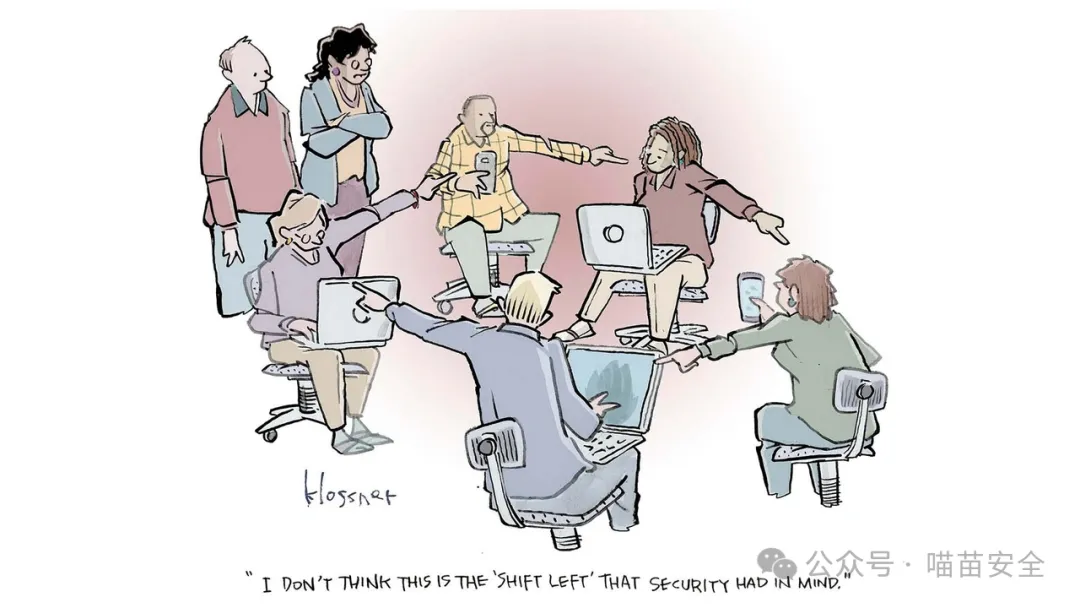 klossner
"I DON'T THINK THIS IS THE 'SHIFT LEFT' THAT SECURITY HAD IN MIND."
公众号 · 喵苗安全